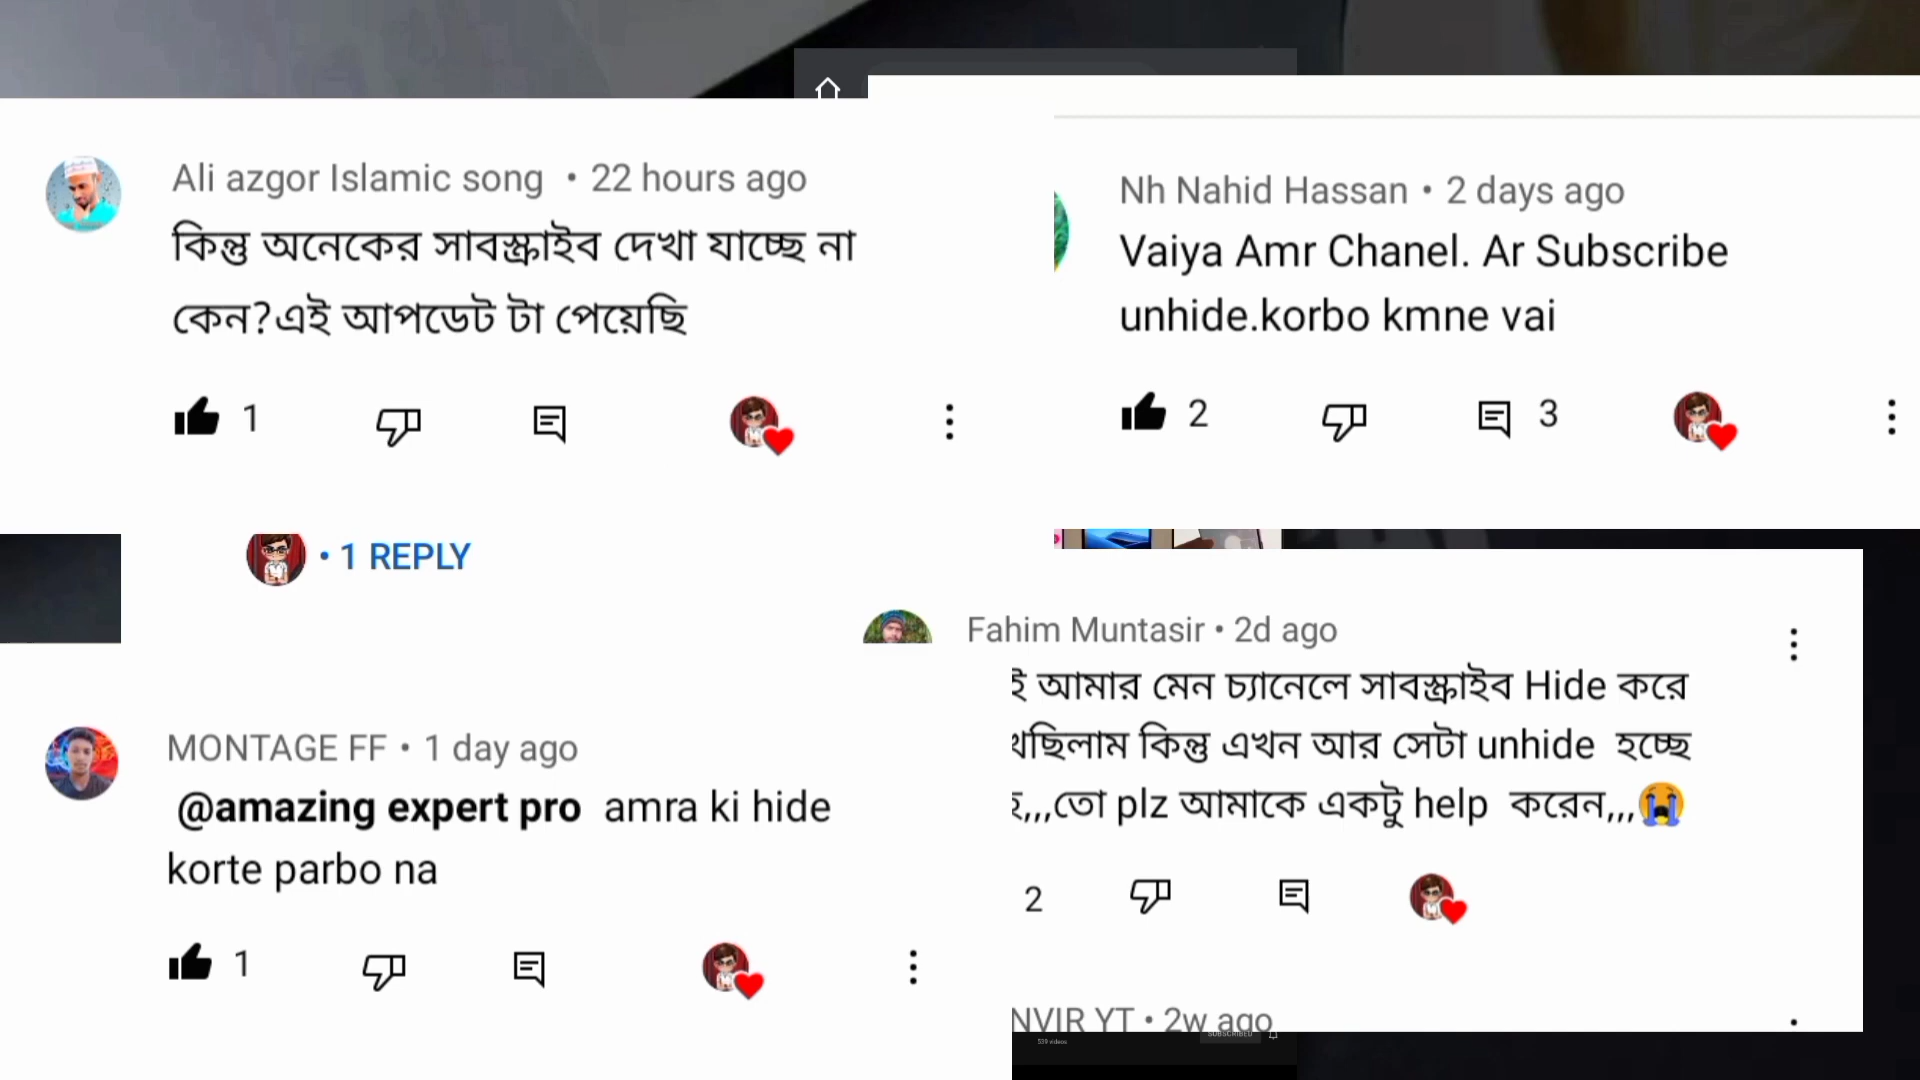 Ali azgor Islamic song • 22 hours ago
কিন্তু অনেকের সাবস্ক্রাইব দেখা যাচ্ছে না
কেন?এই আপডেট টা পেয়েছি
1
• 1 REPLY
Nh Nahid Hassan • 2 days ago
Vaiya Amr Chanel. Ar Subscribe
unhide.korbo kmne vai
2
3
MONTAGE FF • 1 day ago
@amazing expert pro amra ki hide
korte parbo na
1
Fahim Muntasir • 2d ago
আমার মেন চ্যানেলে সাবস্ক্রাইব Hide করে
কিন্তু এখন আর সেটা unhide হচ্ছে
,,,তো plz আমাকে একটু help করেন,,,😭
2
NVIR YT • 2w ago
539 videos
SUBSCRIBED